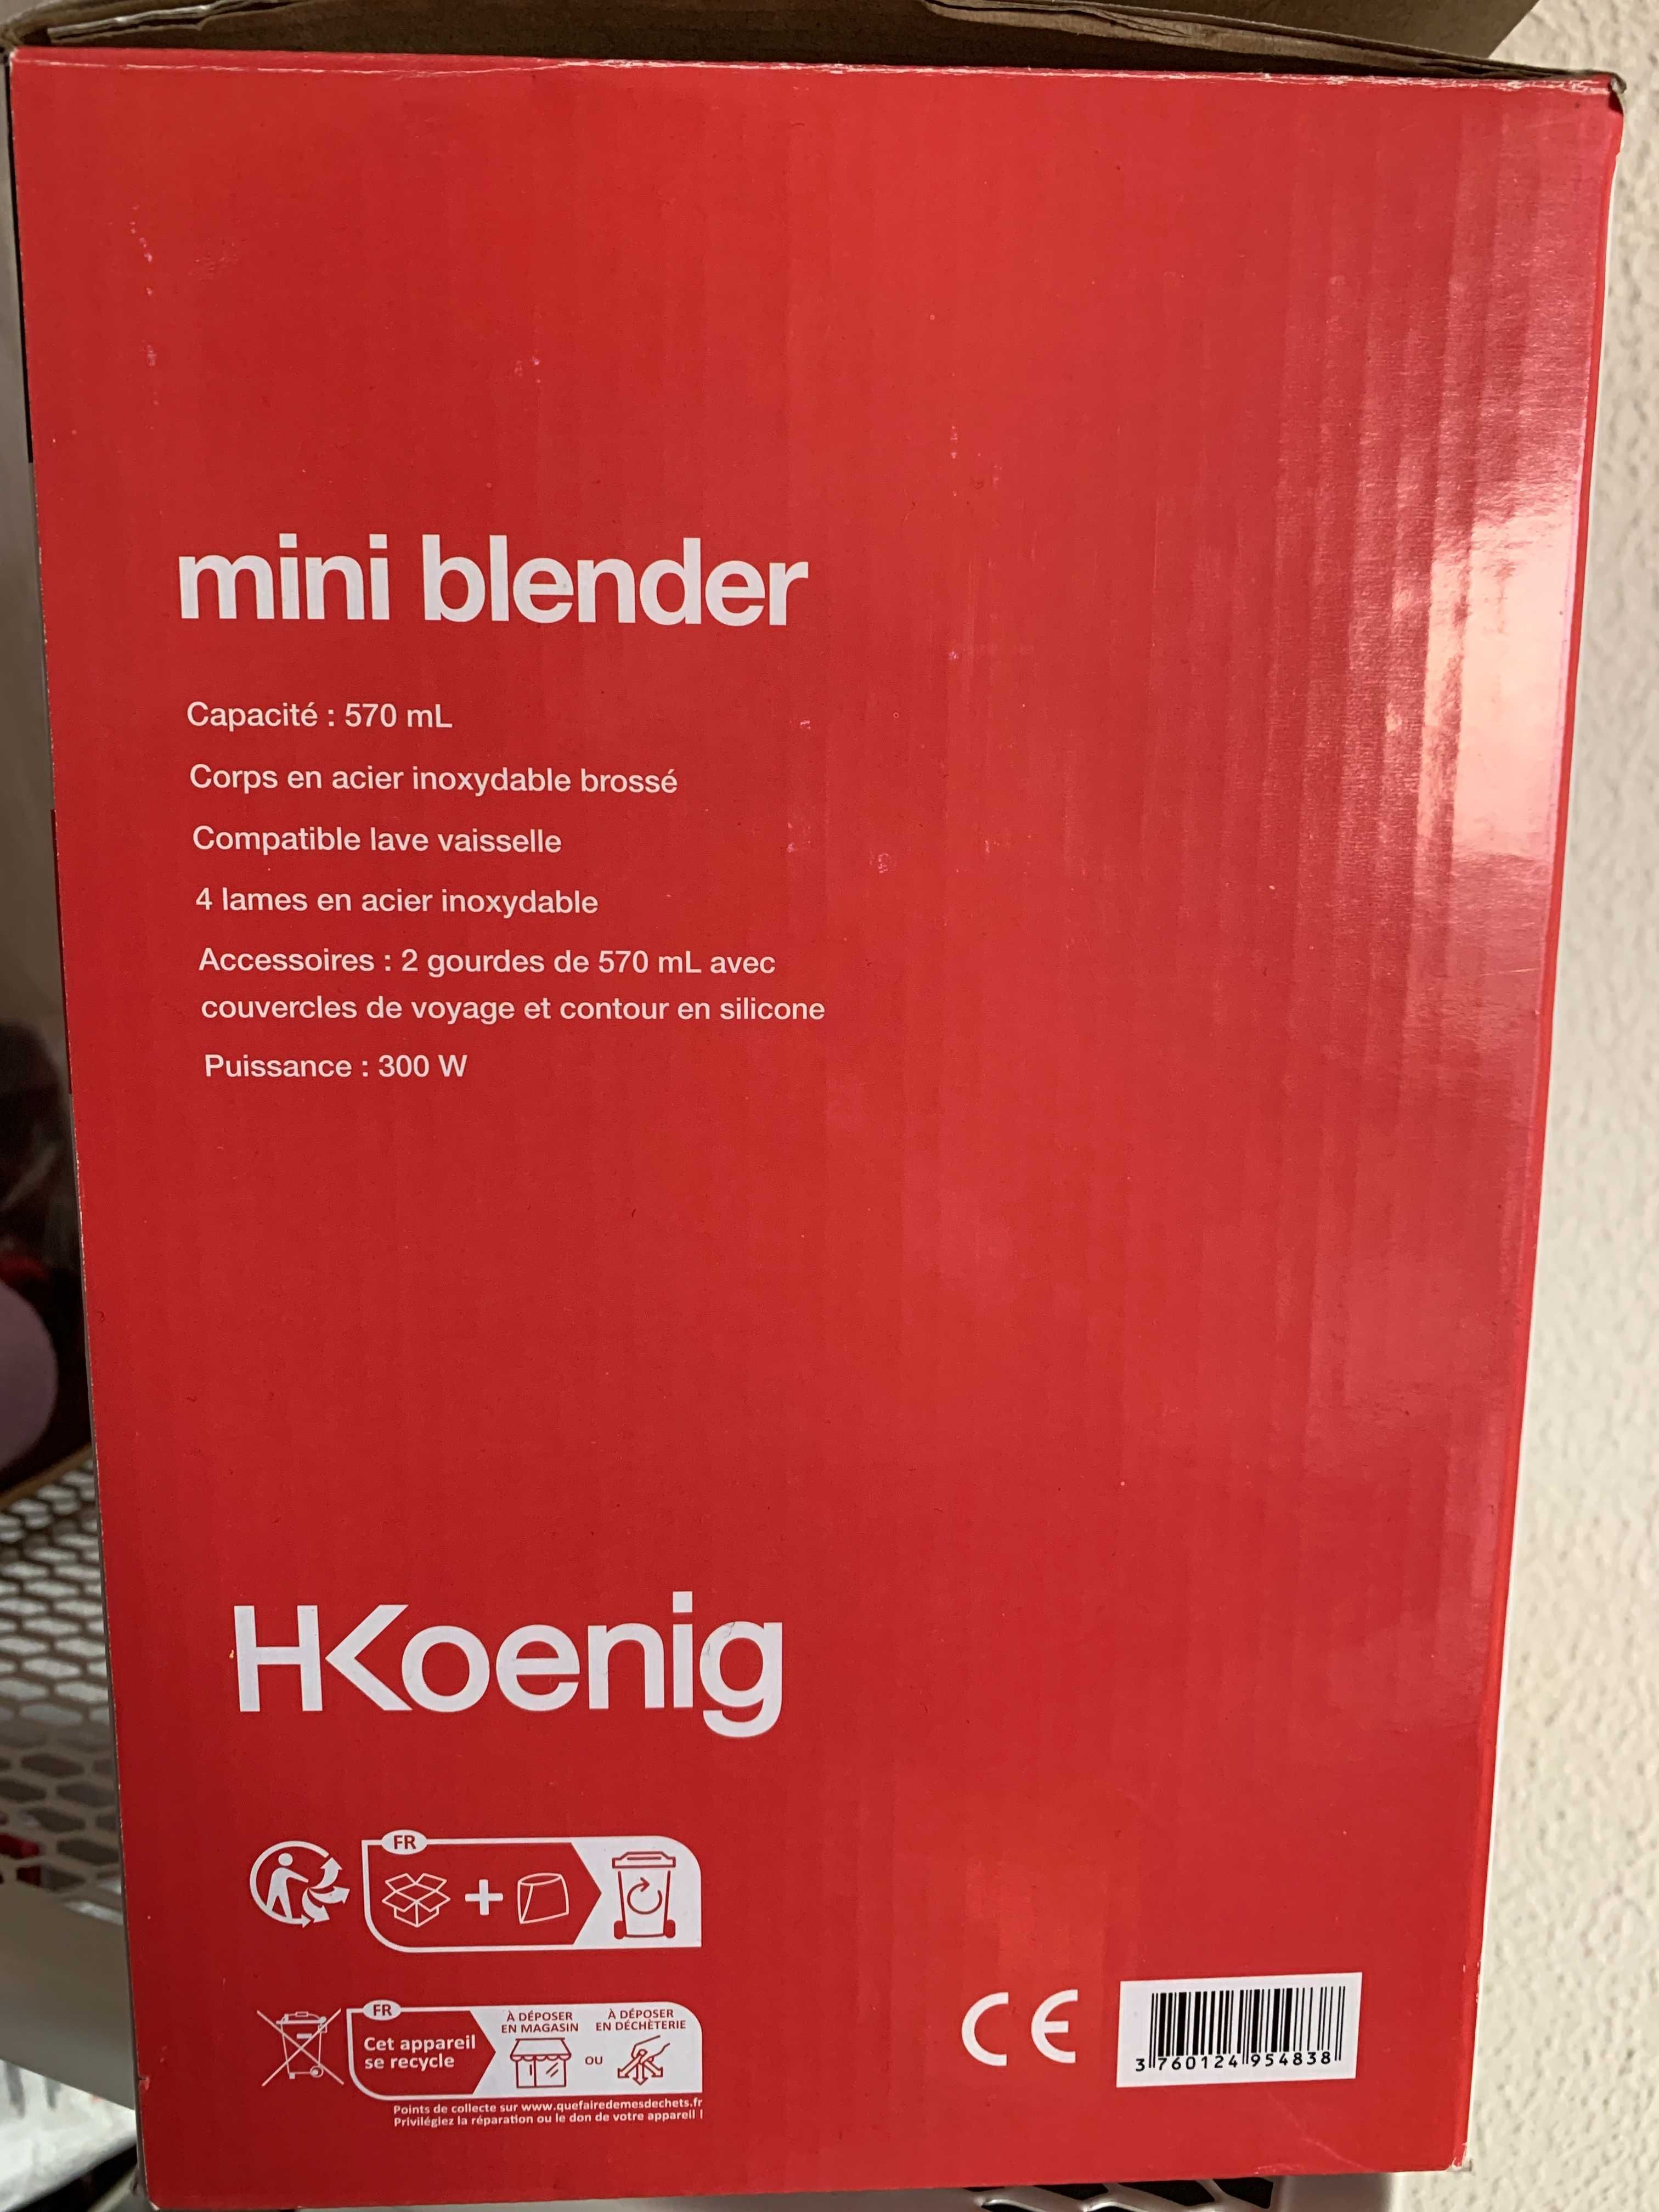 mini blender
Capacité : 570 mL
Corps en acier inoxydable brossé
Compatible lave vaisselle
4 lames en acier inoxydable
Accessoires : 2 gourdes de 570 mL avec
couvercles de voyage et contour en silicone
Puissance : 300 W
HKoenig
FR
FR
Cet appareil
se recycle
À DÉPOSER
EN MAGASIN
OU
À DÉPOSER
EN DÉCHÈTERIE
Points de collecte sur www.quefairedemesdechets.fr
Privilégiez la réparation ou le don de votre appareil !
CE
3 760124 954838